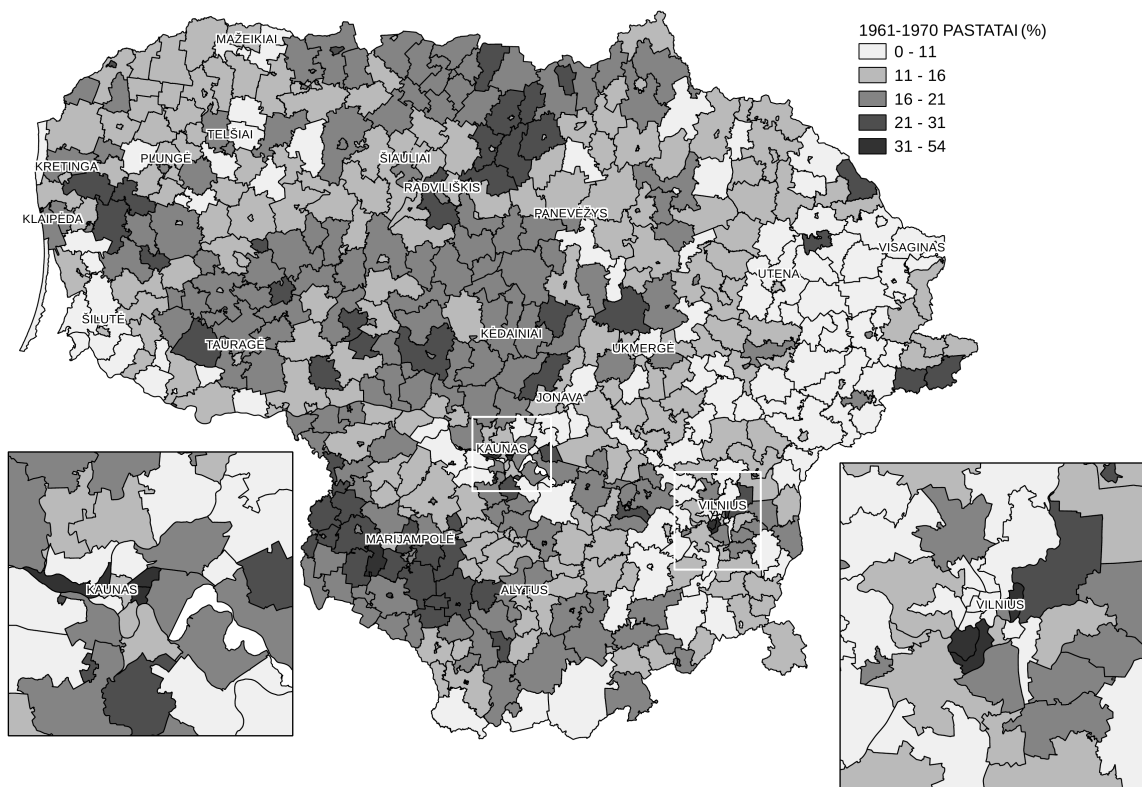 1961-1970 PASTATAI (%)
0 - 11
11 - 16
16 - 21
21 - 31
31 - 54
MAŽEIKIAI
TELŠIAI
PLUNGĖ
ŠIAULIAI
KRETINGA
RADVILIŠKIS
KLAIPĖDA
PANEVĖŽYS
VISAGINAS
UTENA
ŠILUTĖ
KĖDAINIAI
TAURAGĖ
UKMERGĖ
JONAVA
KAUNAS
VILNIUS
MARIJAMPOLĖ
ALYTUS
KAUNAS
VILNIUS